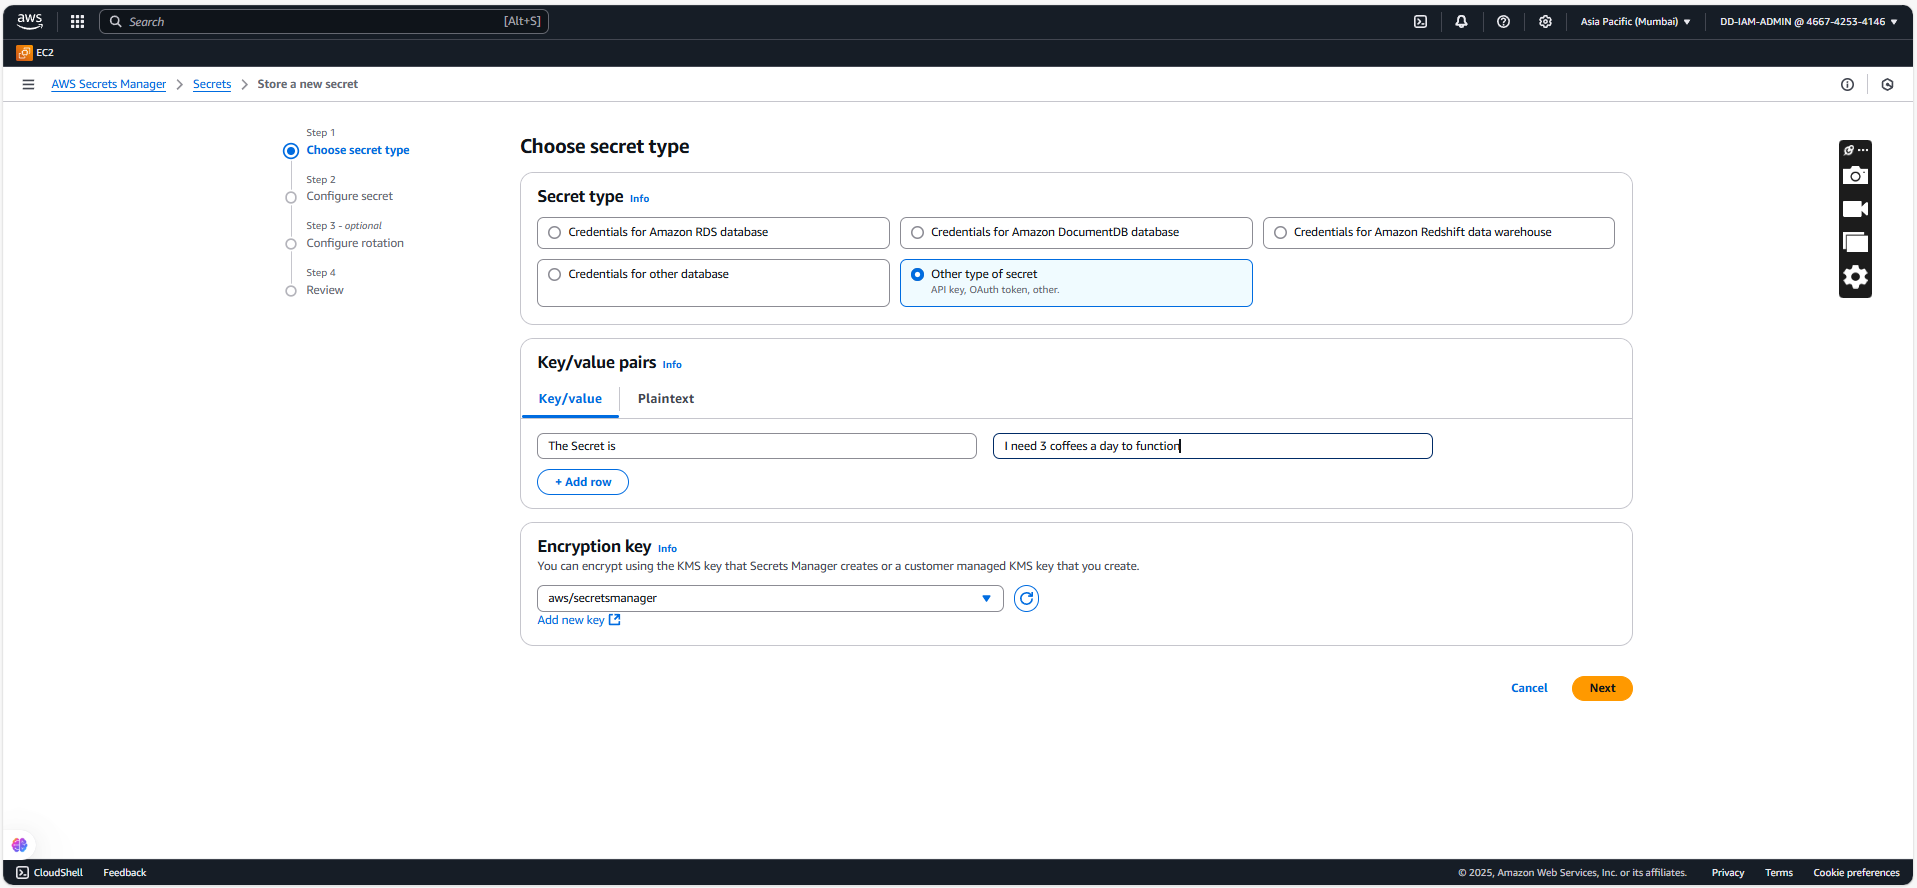 aws
Search [Alt+S]
Asia Pacific (Mumbai)
DD-IAM-ADMIN @ 4667-4253-4146
EC2
AWS Secrets Manager
Secrets
Store a new secret
Step 1
Choose secret type
Step 2
Configure secret
Step 3 - optional
Configure rotation
Step 4
Review
Choose secret type
Secret type Info
Credentials for Amazon RDS database
Credentials for Amazon DocumentDB database
Credentials for Amazon Redshift data warehouse
Credentials for other database
Other type of secret
API key, OAuth token, other.
Key/value pairs Info
Key/value
Plaintext
The Secret is
I need 3 coffees a day to function
+ Add row
Encryption key Info
You can encrypt using the KMS key that Secrets Manager creates or a customer managed KMS key that you create.
aws/secretsmanager
Add new key
Cancel
Next
CloudShell
Feedback
© 2025, Amazon Web Services, Inc. or its affiliates.
Privacy
Terms
Cookie preferences